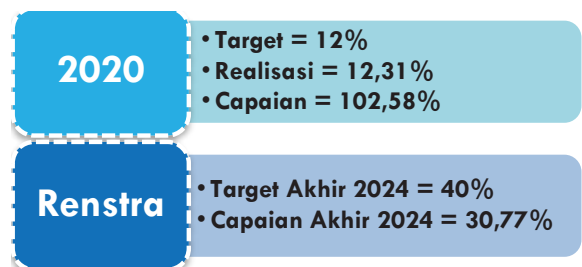 2020
• Target = 12%
• Realisasi = 12,31%
• Capaian = 102,58%
Renstra
• Target Akhir 2024 = 40%
• Capaian Akhir 2024 = 30,77%